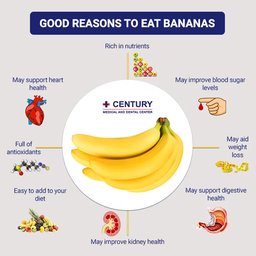 GOOD REASONS TO EAT BANANAS
Rich in nutrients
May support heart
health
May improve blood sugar
levels
CENTURY
MEDICAL AND DENTAL CENTER
Full of
antioxidants
May aid
weight
loss
Easy to add to your
diet
May support digestive
health
May improve kidney health